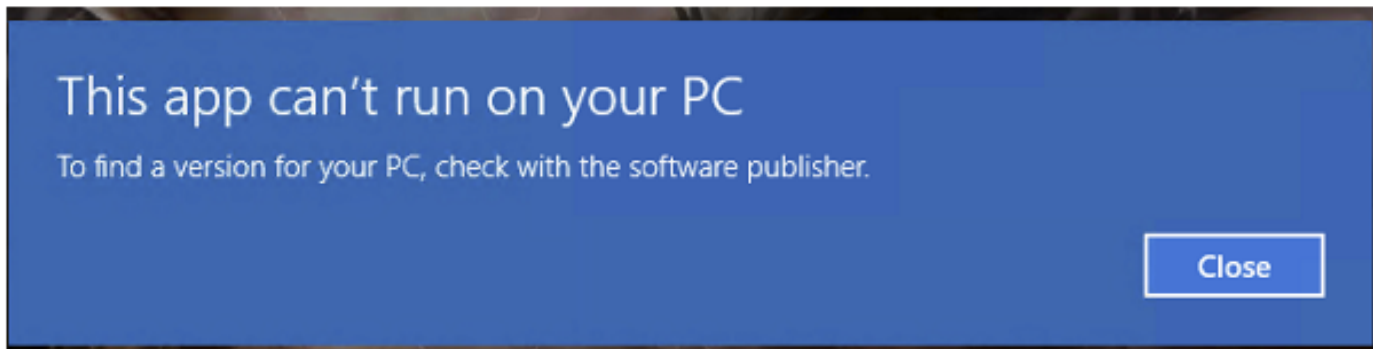 This app can’t run on your PC
To find a version for your PC, check with the software publisher.
Close